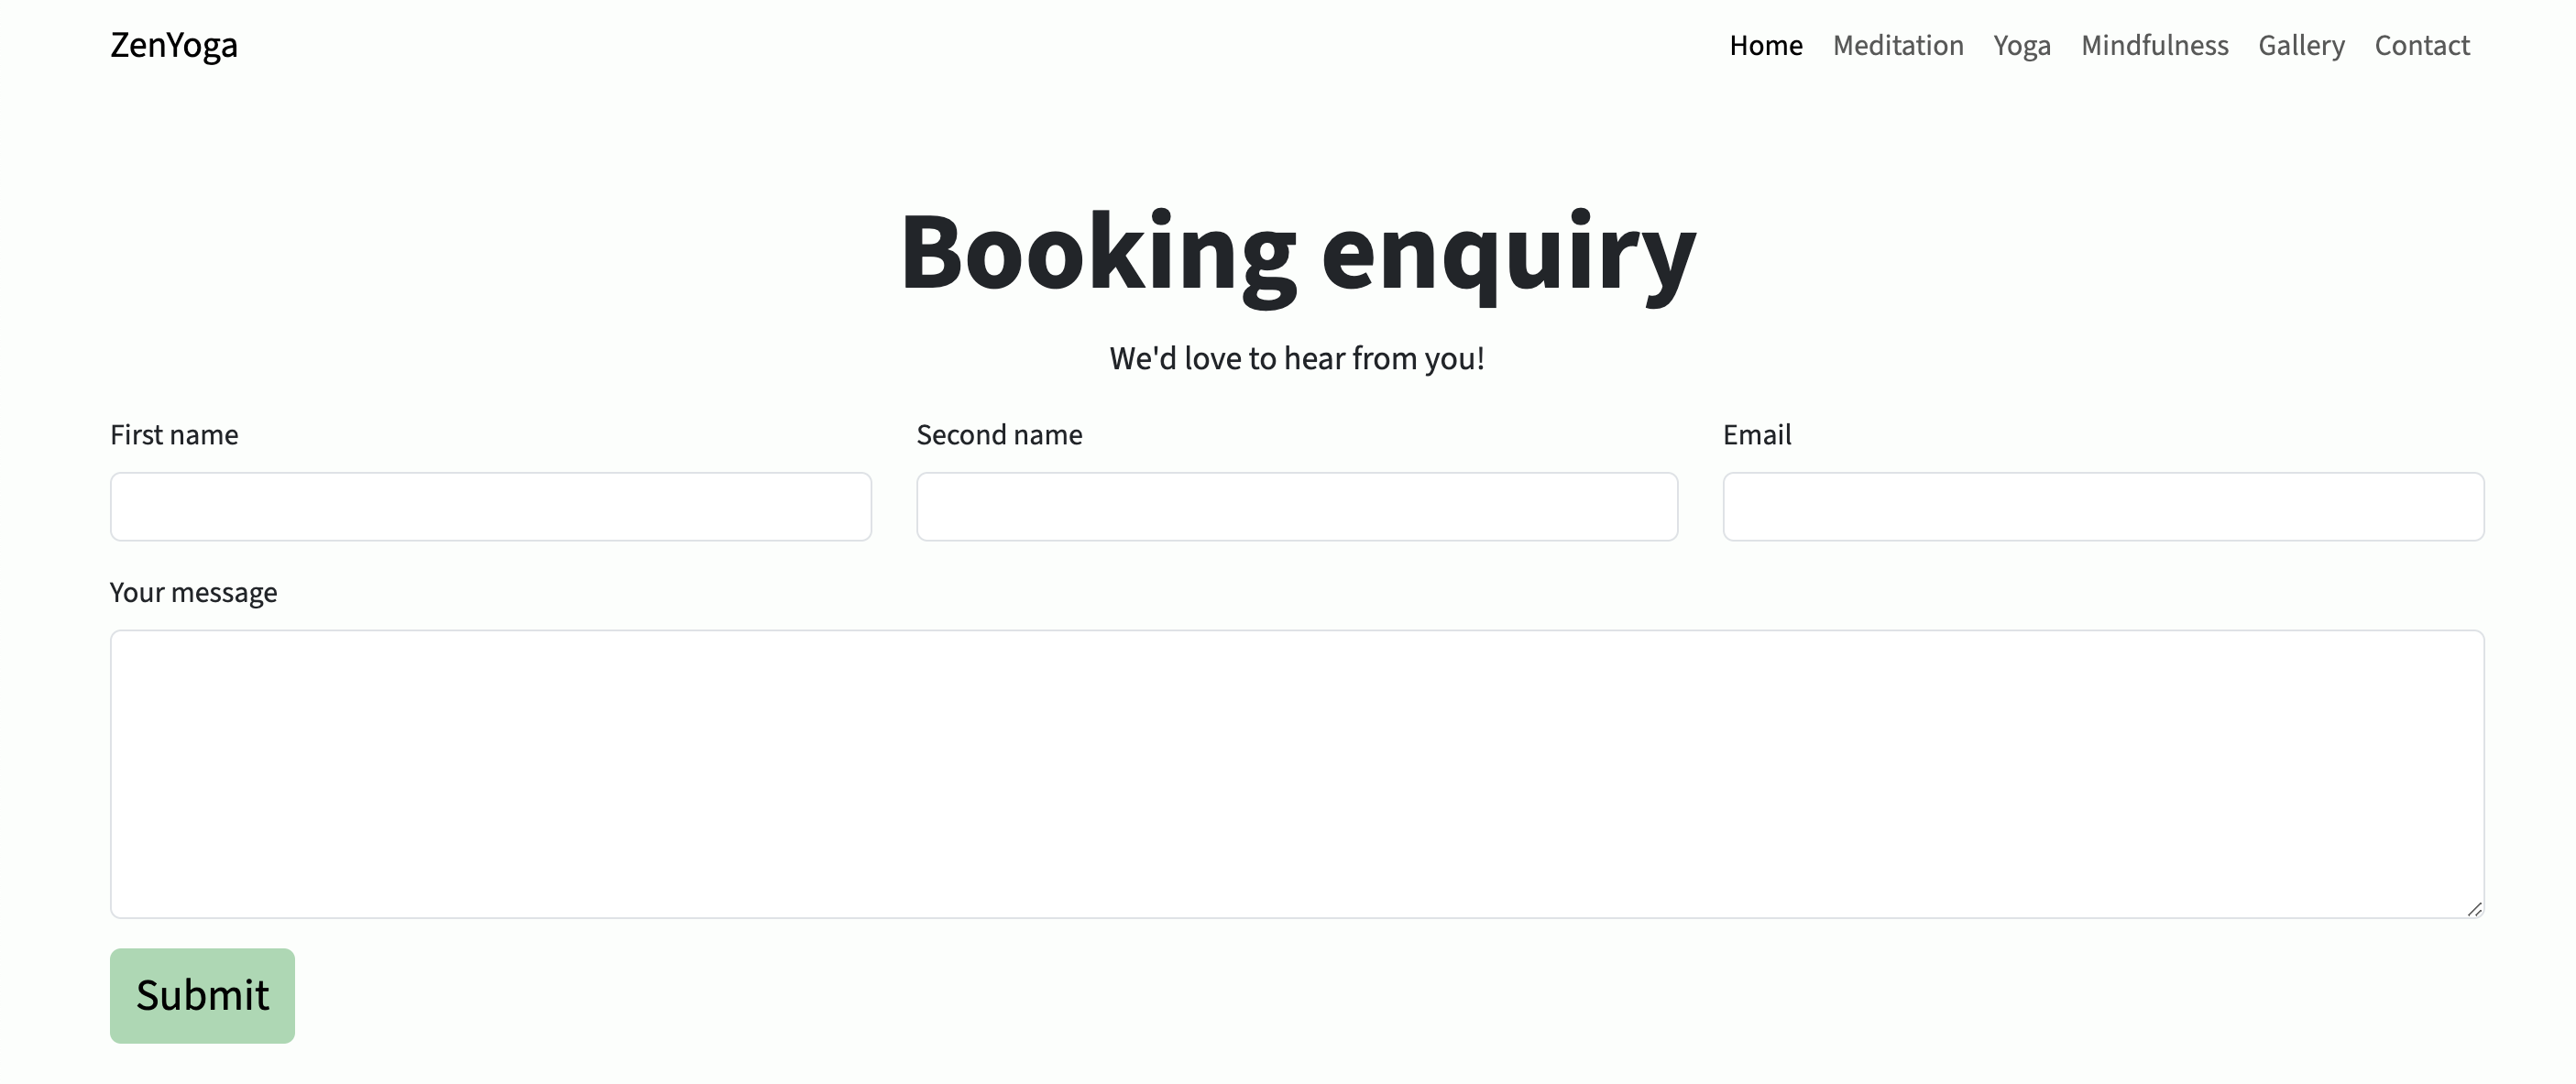 ZenYoga Home Meditation Yoga Mindfulness Gallery Contact
Booking enquiry
We'd love to hear from you!
First name Second name Email
Your message
Submit